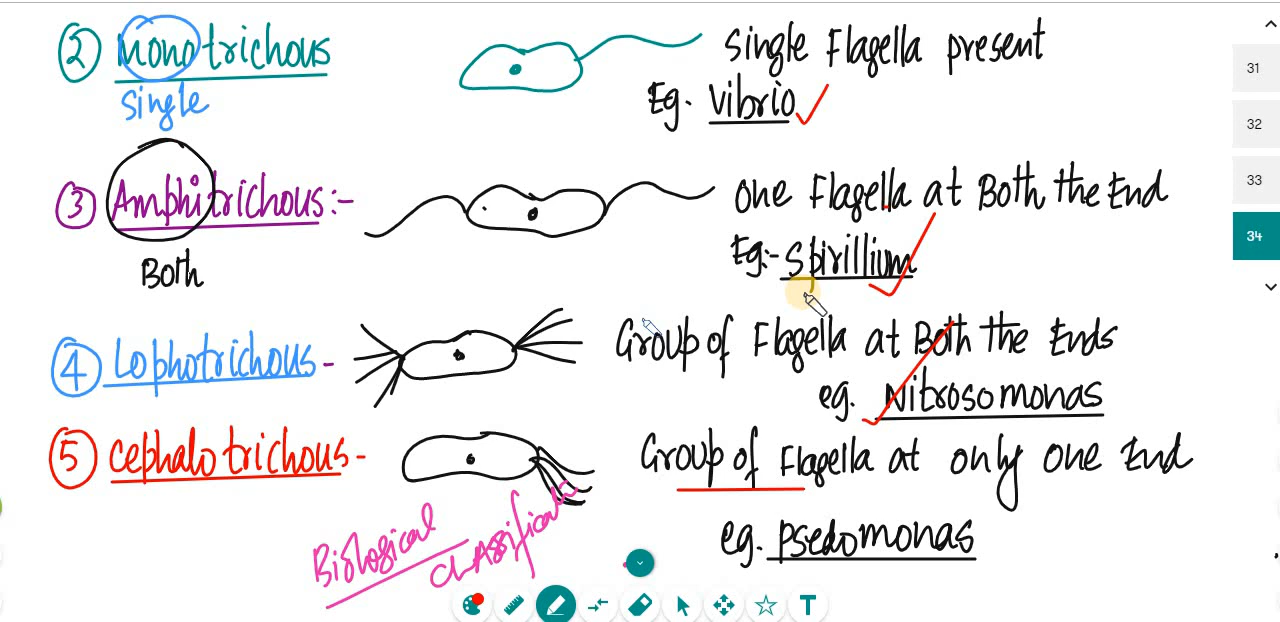 ② Monotrichous
Single
Single Flagella present
Eg. Vibrio
③ Amphitrichous:-
Both
One Flagella at Both the End
Eg:- Spirillium
④ Lophotrichous -
Group of Flagella at Both the Ends
eg. Nitrosomonas
⑤ cephalotrichous -
Group of Flagella at only one End
eg. Psedomonas
Biological
classification
31
32
33
34
T